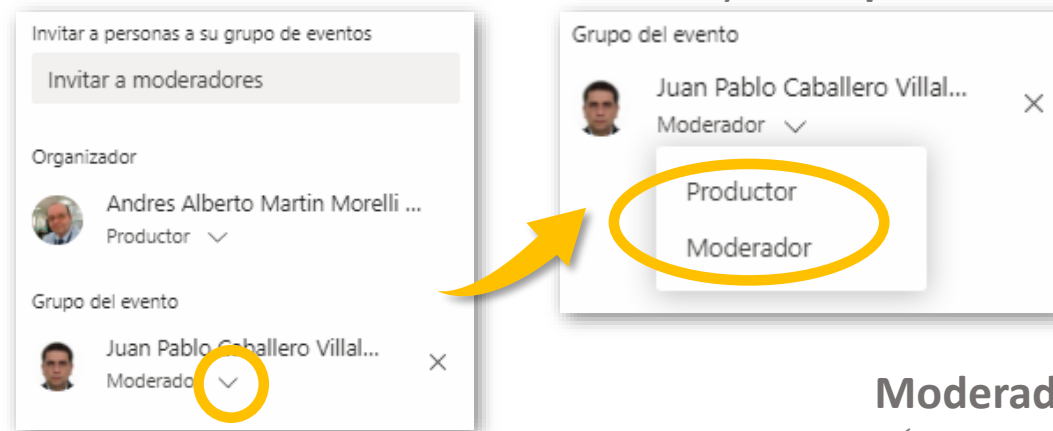 Invitar a personas a su grupo de eventos
Invitar a moderadores
Organizador
Andres Alberto Martin Morelli ...
Productor
Grupo del evento
Juan Pablo Caballero Villal...
Moderado
Grupo del evento
Juan Pablo Caballero Villal...
Moderador
Productor
Moderador
Moderad